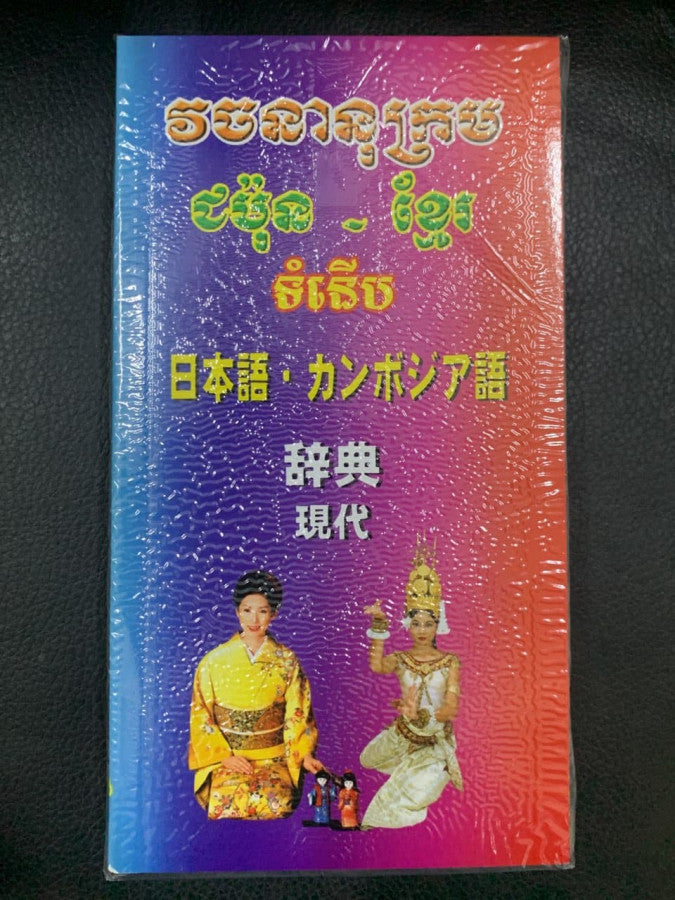 វចនានុក្រម
ជប៉ុន - ខ្មែរ
ទំនើប
日本語・カンボジア語
辞典
現代